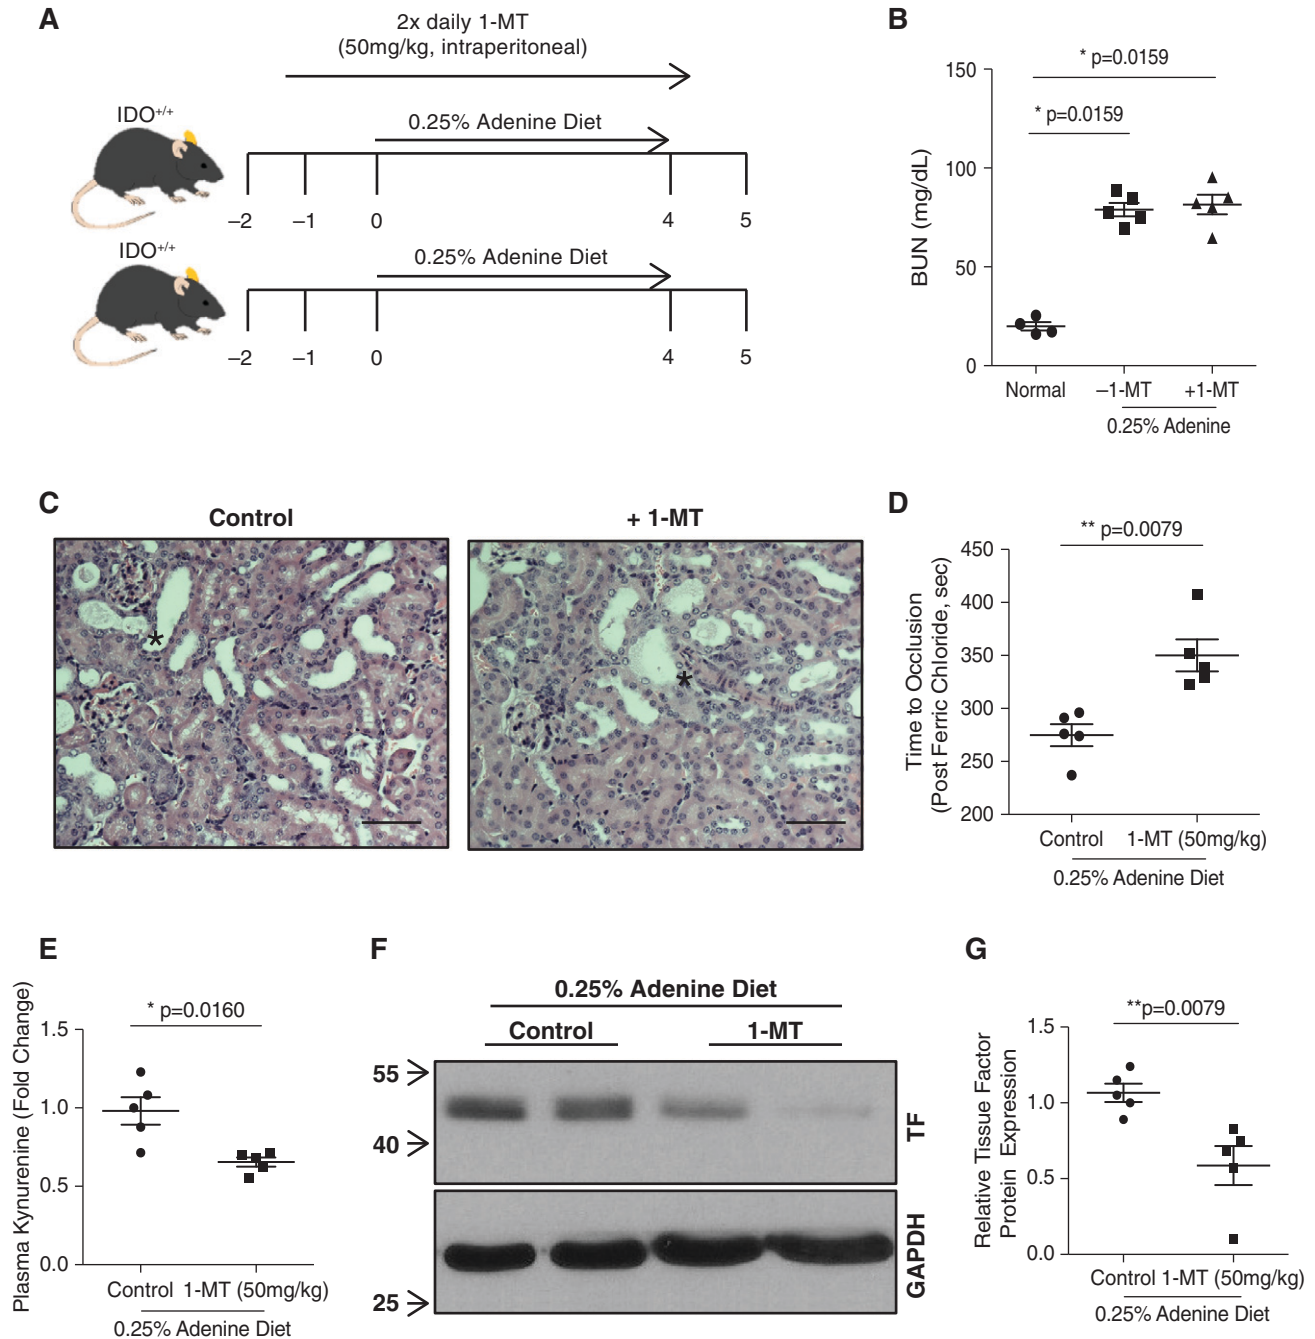 A
2x daily 1-MT
(50mg/kg, intraperitoneal)
IDO+/+
0.25% Adenine Diet
–2 –1 0 4 5
IDO+/+
0.25% Adenine Diet
–2 –1 0 4 5
B
* p=0.0159
* p=0.0159
BUN (mg/dL)
150
100
50
0
Normal –1-MT +1-MT
0.25% Adenine
C
Control
+ 1-MT
*
*
D
** p=0.0079
Time to Occlusion
(Post Ferric Chloride, sec)
450
400
350
300
250
200
Control 1-MT (50mg/kg)
0.25% Adenine Diet
E
* p=0.0160
Plasma Kynurenine (Fold Change)
1.5
1.0
0.5
0.0
Control 1-MT (50mg/kg)
0.25% Adenine Diet
F
0.25% Adenine Diet
Control 1-MT
55
40
TF
25
GAPDH
G
**p=0.0079
Relative Tissue Factor
Protein Expression
1.5
1.0
0.5
0.0
Control 1-MT (50mg/kg)
0.25% Adenine Diet